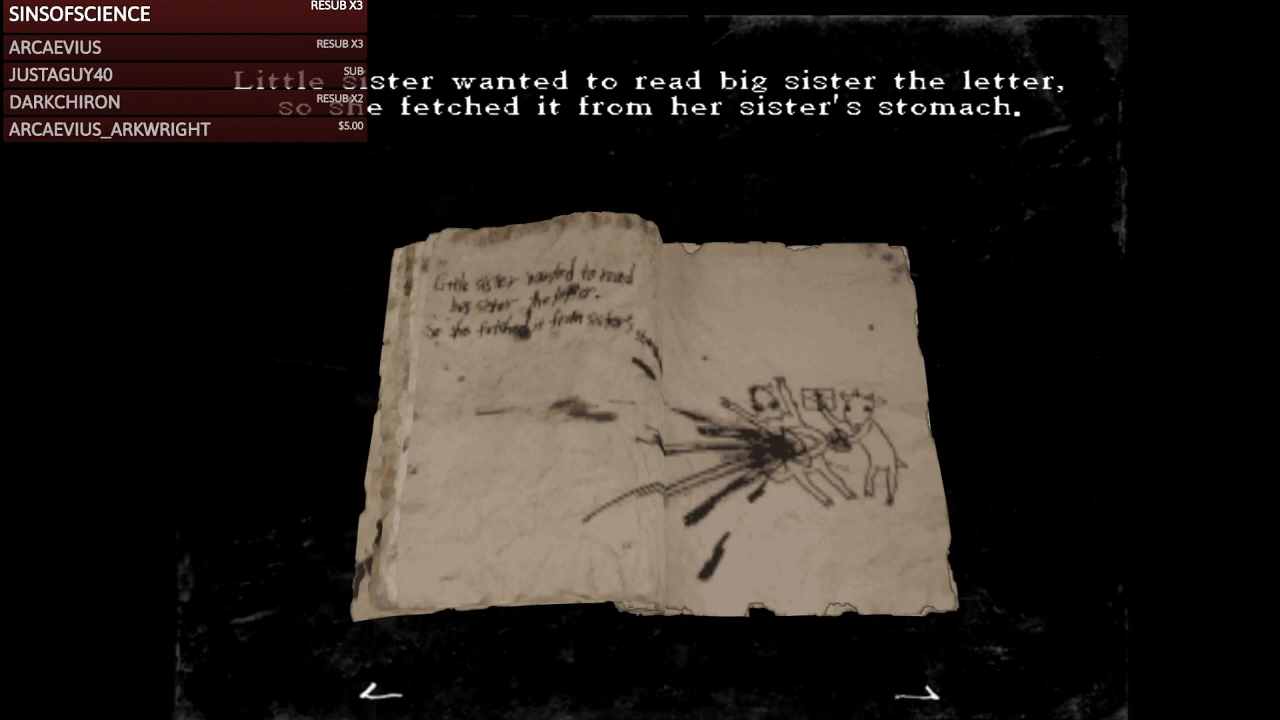 SINSOFSCIENCE RESUB X3
ARCAEVIUS RESUB X3
JUSTAGUY40 SUB
DARKCHIRON RESUB X2
ARCAEVIUS_ARKWRIGHT $5.00
Little sister wanted to read big sister the letter,
so she fetched it from her sister's stomach.
Little sister wanted to read
big sister the letter.
So she fetched it from sister's